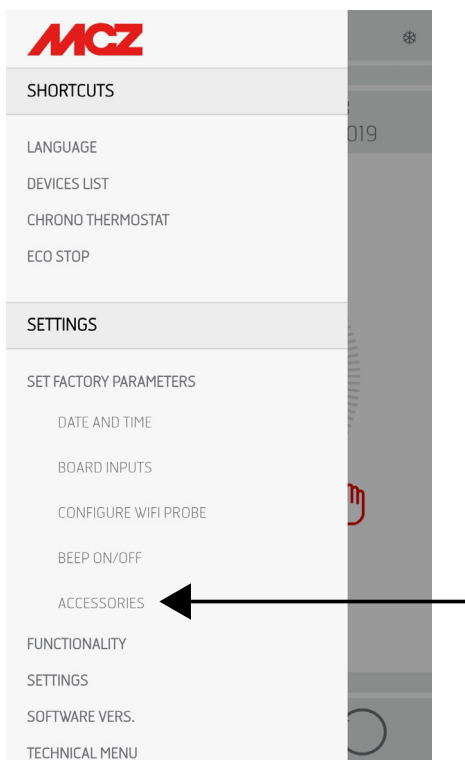 MCZ
SHORTCUTS
019
LANGUAGE
DEVICES LIST
CHRONO THERMOSTAT
ECO STOP
SETTINGS
SET FACTORY PARAMETERS
DATE AND TIME
BOARD INPUTS
CONFIGURE WIFI PROBE
BEEP ON/OFF
ACCESSORIES
FUNCTIONALITY
SETTINGS
SOFTWARE VERS.
TECHNICAL MENU